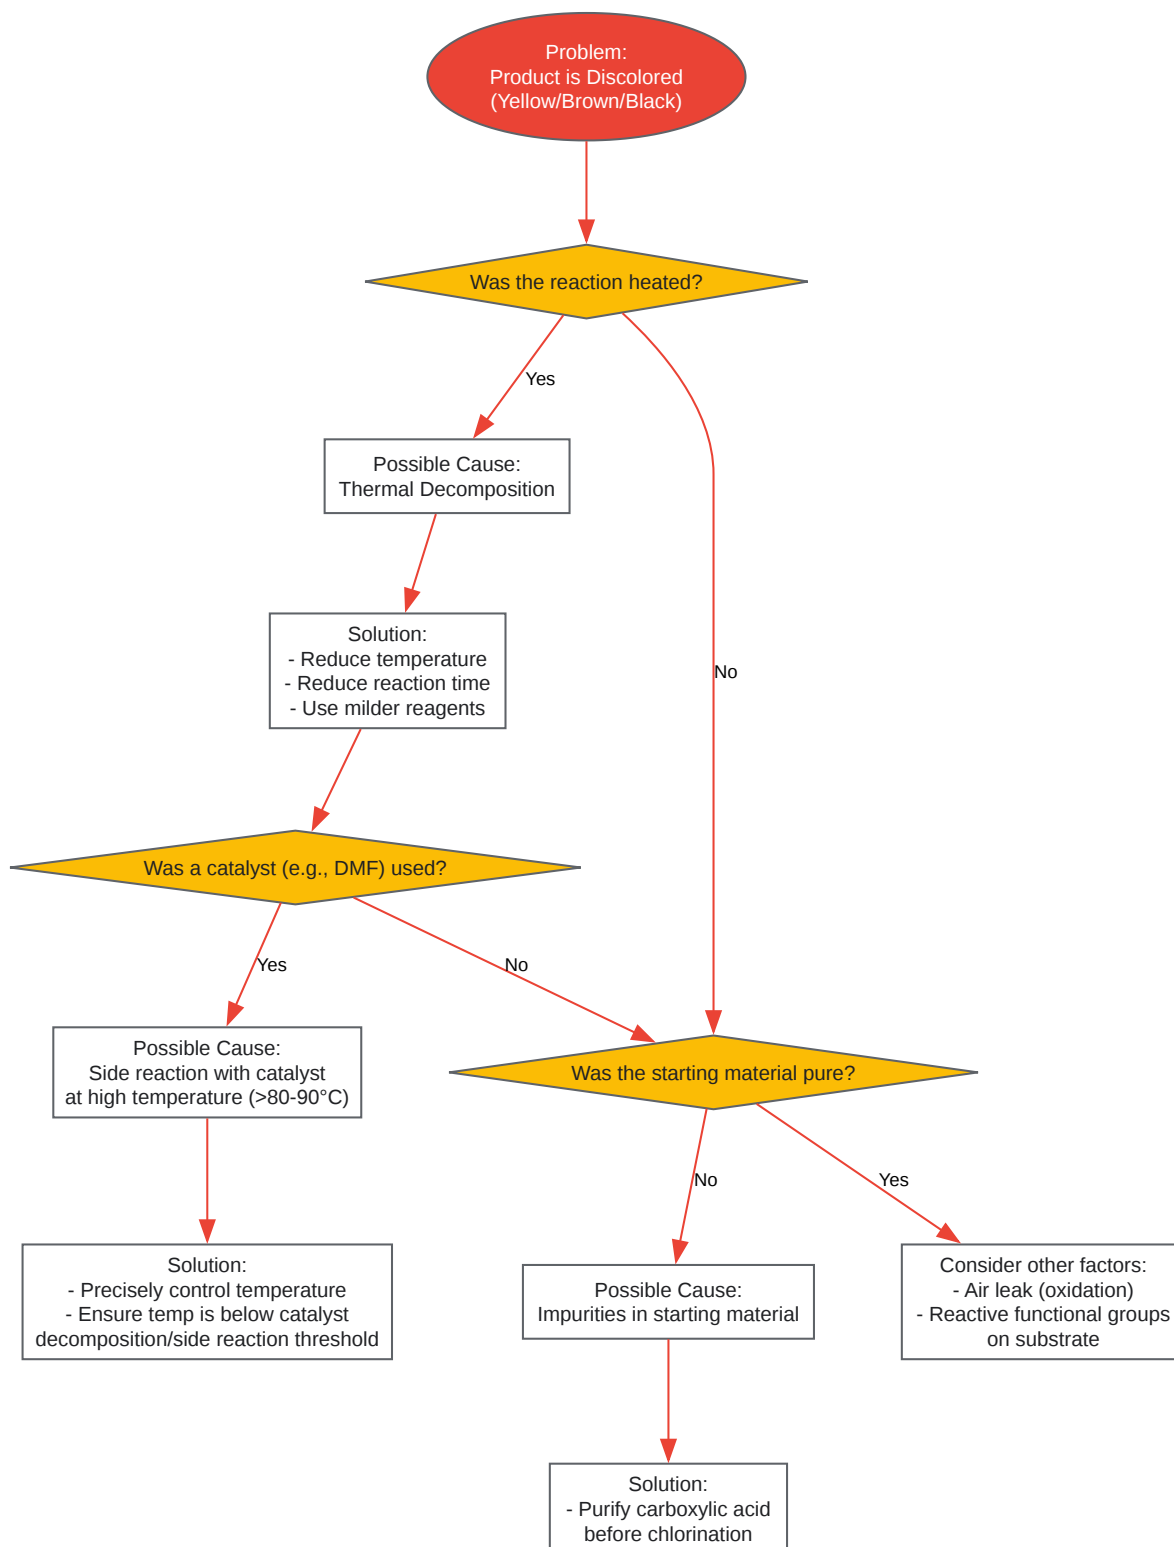 Problem:
Product is Discolored
(Yellow/Brown/Black)
Was the reaction heated?
Yes
Possible Cause:
Thermal Decomposition
Solution:
- Reduce temperature
- Reduce reaction time
- Use milder reagents
No
Was a catalyst (e.g., DMF) used?
Yes
No
Possible Cause:
Side reaction with catalyst
at high temperature (>80-90°C)
Was the starting material pure?
No
Yes
Solution:
- Precisely control temperature
- Ensure temp is below catalyst
decomposition/side reaction threshold
Possible Cause:
Impurities in starting material
Consider other factors:
- Air leak (oxidation)
- Reactive functional groups
on substrate
Solution:
- Purify carboxylic acid
before chlorination